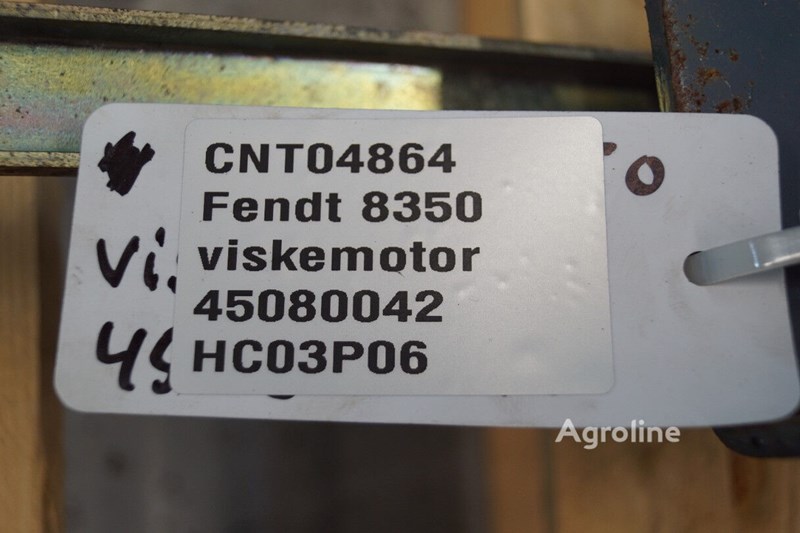 CNT04864
Fendt 8350
viskemotor
45080042
HC03P06
Agroline